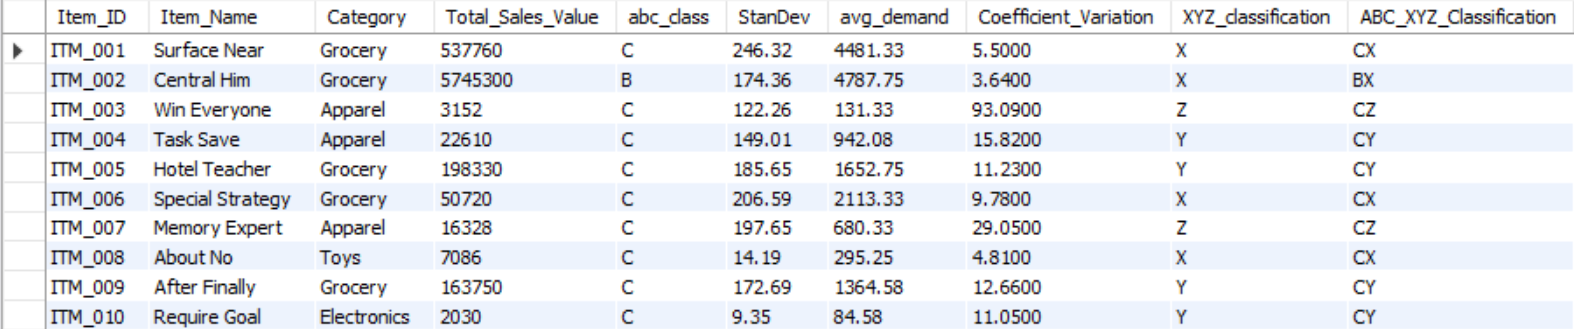 Item_ID Item_Name Category Total_Sales_Value abc_class StanDev avg_demand Coefficient_Variation XYZ_classification ABC_XYZ_Classification
ITM_001 Surface Near Grocery 537760 C 246.32 4481.33 5.5000 X CX
ITM_002 Central Him Grocery 5745300 B 174.36 4787.75 3.6400 X BX
ITM_003 Win Everyone Apparel 3152 C 122.26 131.33 93.0900 Z CZ
ITM_004 Task Save Apparel 22610 C 149.01 942.08 15.8200 Y CY
ITM_005 Hotel Teacher Grocery 198330 C 185.65 1652.75 11.2300 Y CY
ITM_006 Special Strategy Grocery 50720 C 206.59 2113.33 9.7800 X CX
ITM_007 Memory Expert Apparel 16328 C 197.65 680.33 29.0500 Z CZ
ITM_008 About No Toys 7086 C 14.19 295.25 4.8100 X CX
ITM_009 After Finally Grocery 163750 C 172.69 1364.58 12.6600 Y CY
ITM_010 Require Goal Electronics 2030 C 9.35 84.58 11.0500 Y CY